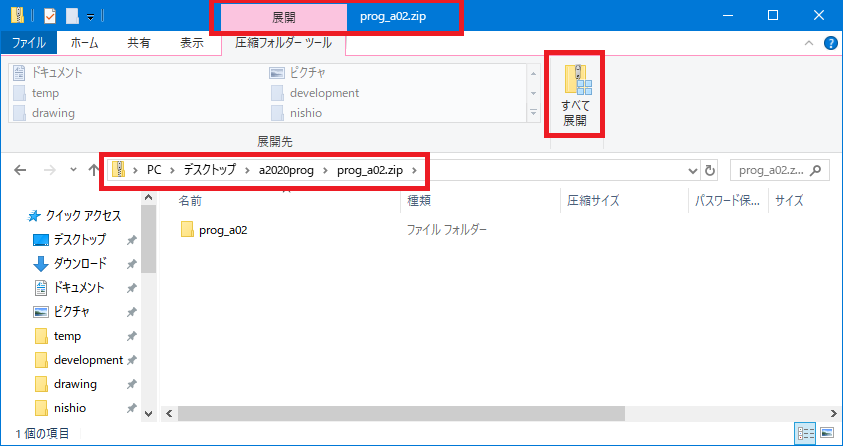 展開 prog_a02.zip
ファイル ホーム 共有 表示 圧縮フォルダー ツール
ドキュメント ピクチャ
temp development
drawing nishio
すべて
展開
展開先
PC デスクトップ a2020prog prog_a02.zip prog_a02.z...
名前 種類 圧縮サイズ パスワード保... サイズ
クイック アクセス
prog_a02 ファイル フォルダー
デスクトップ
ダウンロード
ドキュメント
ピクチャ
temp
development
drawing
nishio
1 個の項目